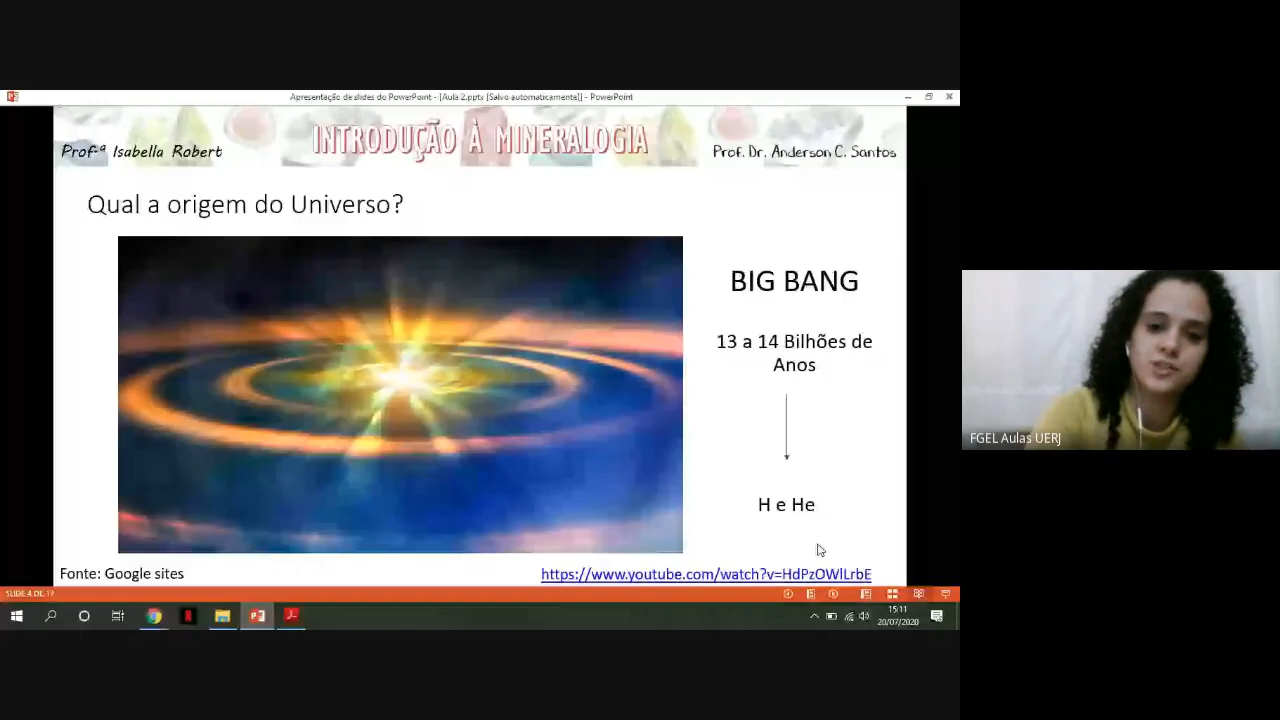 Apresentação de slides do PowerPoint - [Aula 2.pptx [Salvo automaticamente]] - PowerPoint
INTRODUÇÃO À MINERALOGIA
Profª Isabella Robert
Prof. Dr. Anderson C. Santos
Qual a origem do Universo?
BIG BANG
13 a 14 Bilhões de
Anos
H e He
FGEL Aulas UERJ
Fonte: Google sites
https://www.youtube.com/watch?v=HdPzOWlLrbE
SLIDE 4 DE 19
15:11
20/07/2020